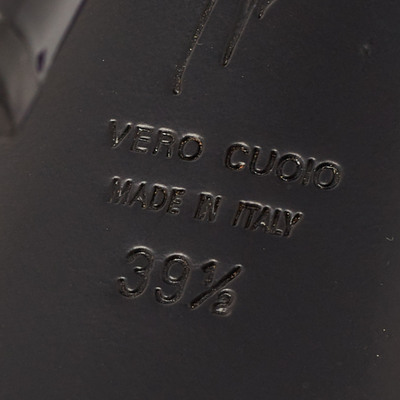 VERO CUOIO
MADE IN ITALY
39½